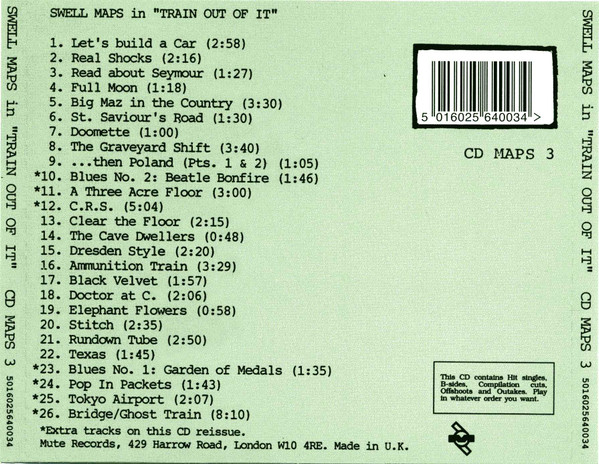 SWELL MAPS in "TRAIN OUT OF IT"
1. Let's build a Car (2:58)
2. Real Shocks (2:16)
3. Read about Seymour (1:27)
4. Full Moon (1:18)
5. Big Maz in the Country (3:30)
6. St. Saviour's Road (1:30)
7. Doomette (1:00)
8. The Graveyard Shift (3:40)
9. ...then Poland (Pts. 1 & 2) (1:05)
*10. Blues No. 2: Beatle Bonfire (1:46)
*11. A Three Acre Floor (3:00)
*12. C.R.S. (5:04)
13. Clear the Floor (2:15)
14. The Cave Dwellers (0:48)
15. Dresden Style (2:20)
16. Ammunition Train (3:29)
17. Black Velvet (1:57)
18. Doctor at C. (2:06)
19. Elephant Flowers (0:58)
20. Stitch (2:35)
21. Rundown Tube (2:50)
22. Texas (1:45)
*23. Blues No. 1: Garden of Medals (1:35)
*24. Pop In Packets (1:43)
*25. Tokyo Airport (2:07)
*26. Bridge/Ghost Train (8:10)
*Extra tracks on this CD reissue.
Mute Records, 429 Harrow Road, London W10 4RE. Made in U.K.
5 016025 640034 >
CD MAPS 3
This CD contains Hit singles,
B-sides, Compilation cuts,
Offshoots and Outakes. Play
in whatever order you want.
SWELL MAPS in "TRAIN OUT OF IT" CD MAPS 3 5016025640034
SWELL MAPS in "TRAIN OUT OF IT" CD MAPS 3 5016025640034